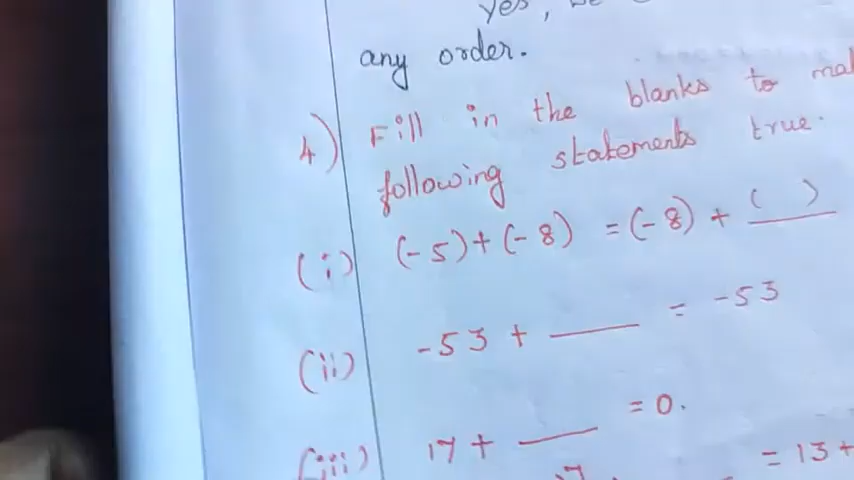 yes,
any order.
4) Fill in the blanks to
following statements true.
(i) (-5)+(-8) =(-8) + ( )
(ii) -53 + ____ = -53
(iii) 17 + ____ = 0.
= 13 +